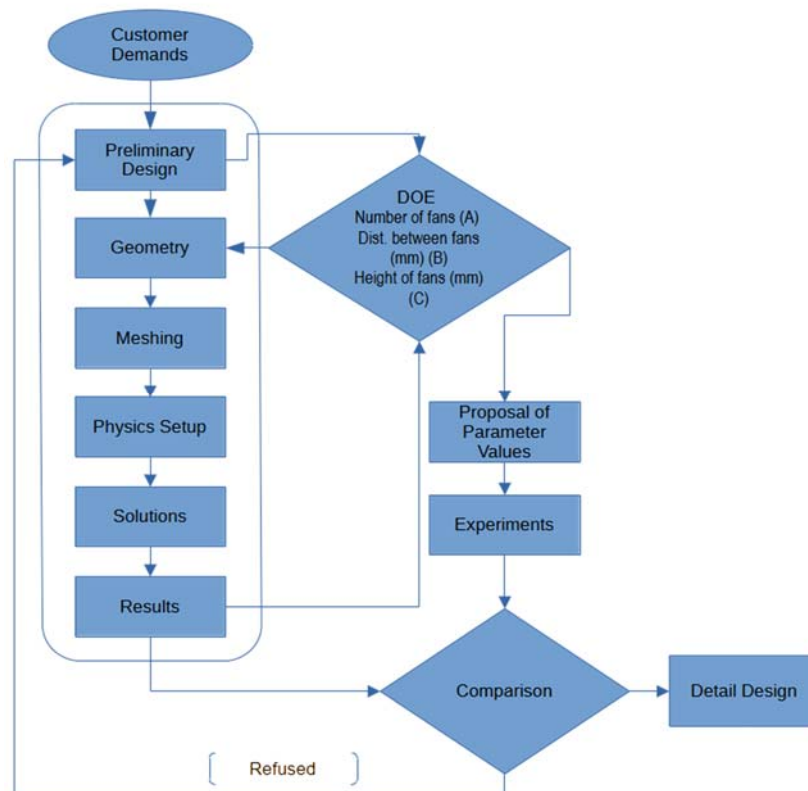 Customer
Demands
Preliminary
Design
DOE
Number of fans (A)
Dist. between fans
(mm) (B)
Height of fans (mm)
(C)
Geometry
Meshing
Physics Setup
Proposal of
Parameter
Values
Solutions
Experiments
Results
Comparison
Detail Design
Refused